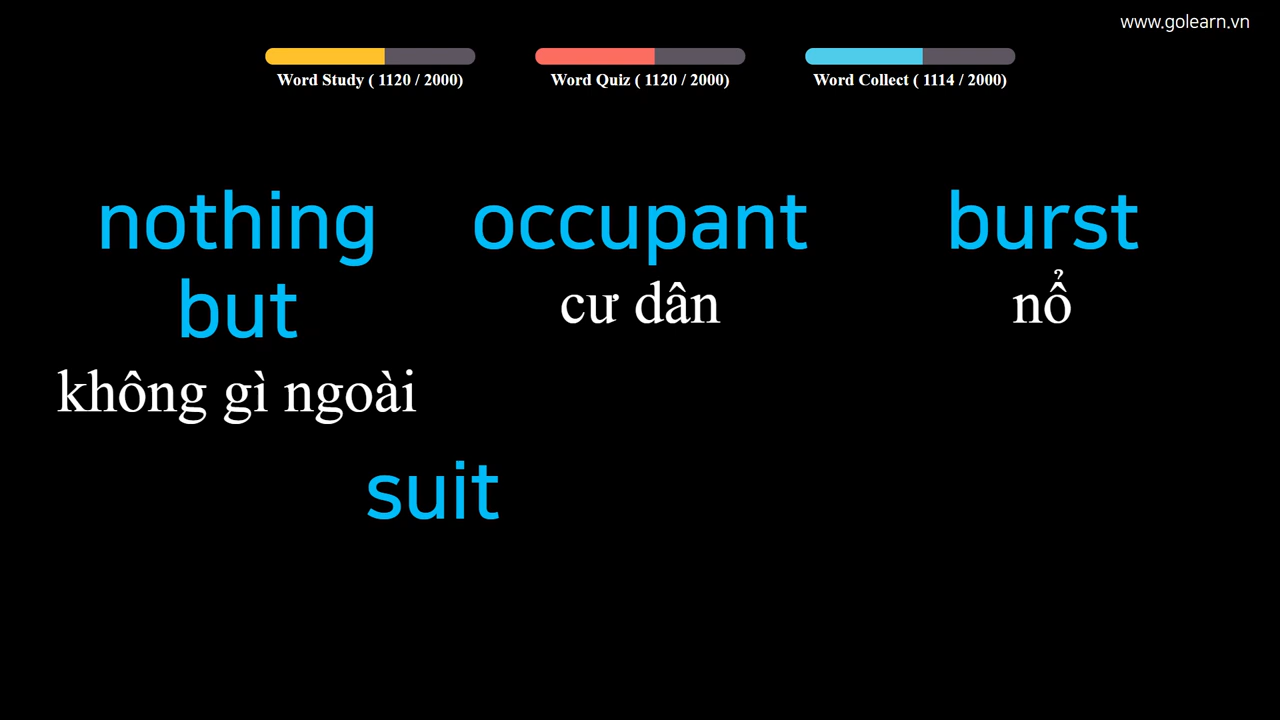 www.golearn.vn
Word Study ( 1120 / 2000)
Word Quiz ( 1120 / 2000)
Word Collect ( 1114 / 2000)
nothing
but
không gì ngoài
occupant
cư dân
burst
nổ
suit